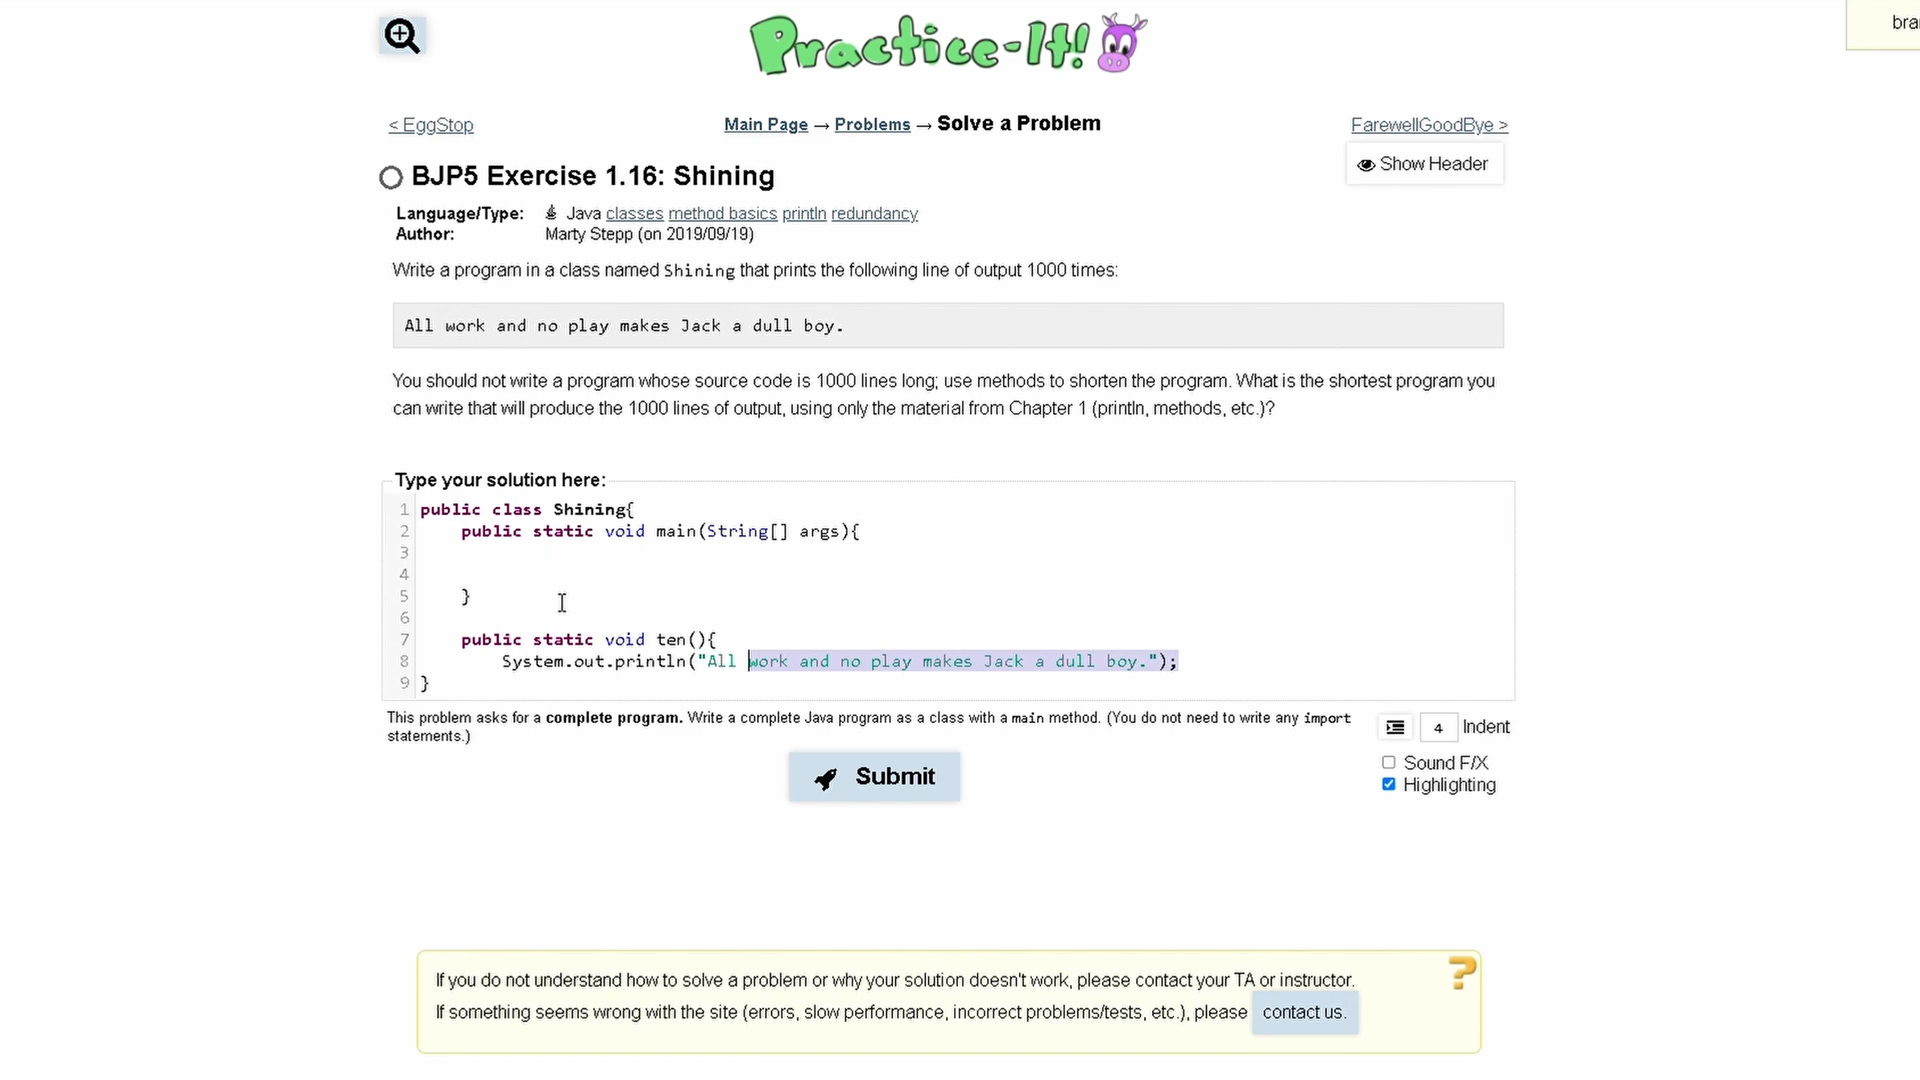 Practice-It!
< EggStop
Main Page → Problems → Solve a Problem
FarewellGoodBye >
Show Header
BJP5 Exercise 1.16: Shining
Language/Type: Java classes method basics println redundancy
Author: Marty Stepp (on 2019/09/19)
Write a program in a class named Shining that prints the following line of output 1000 times:
All work and no play makes Jack a dull boy.
You should not write a program whose source code is 1000 lines long; use methods to shorten the program. What is the shortest program you
can write that will produce the 1000 lines of output, using only the material from Chapter 1 (println, methods, etc.)?
Type your solution here:
1 public class Shining{
2 public static void main(String[] args){
3
4
5 }
6
7 public static void ten(){
8 System.out.println("All work and no play makes Jack a dull boy.");
9 }
This problem asks for a complete program. Write a complete Java program as a class with a main method. (You do not need to write any import
statements.)
4 Indent
Sound F/X
Highlighting
Submit
If you do not understand how to solve a problem or why your solution doesn't work, please contact your TA or instructor.
If something seems wrong with the site (errors, slow performance, incorrect problems/tests, etc.), please contact us.